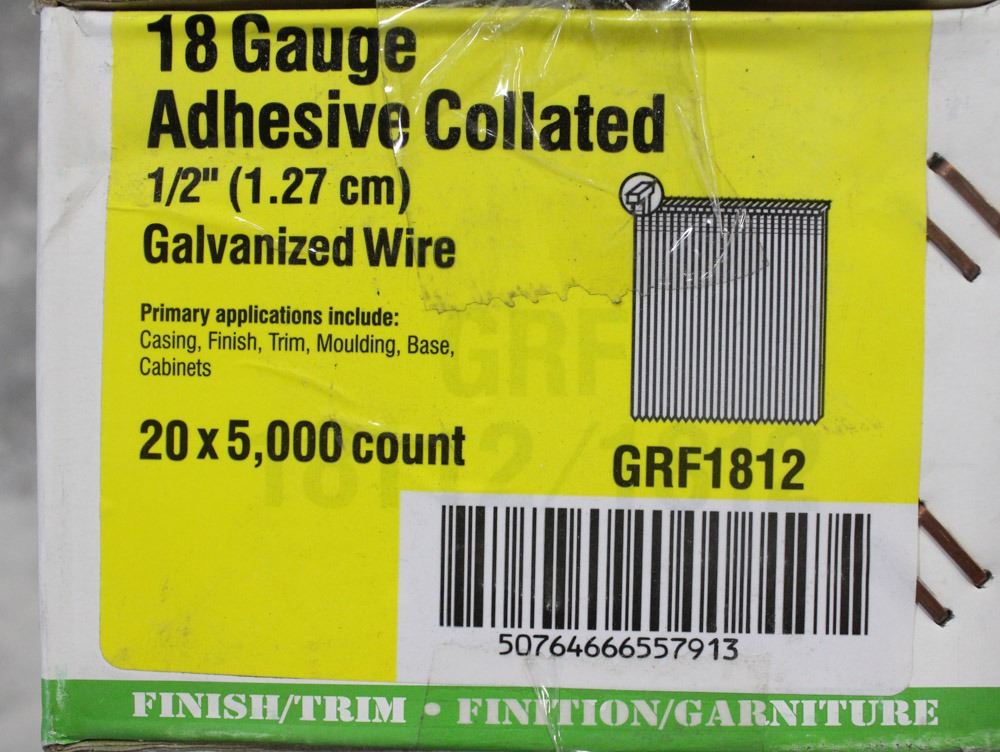 18 Gauge
Adhesive Collated
1/2" (1.27 cm)
Galvanized Wire
Primary applications include:
Casing, Finish, Trim, Moulding, Base,
Cabinets
20 x 5,000 count
GRF1812
50764666557913
FINISH/TRIM • FINITION/GARNITURE